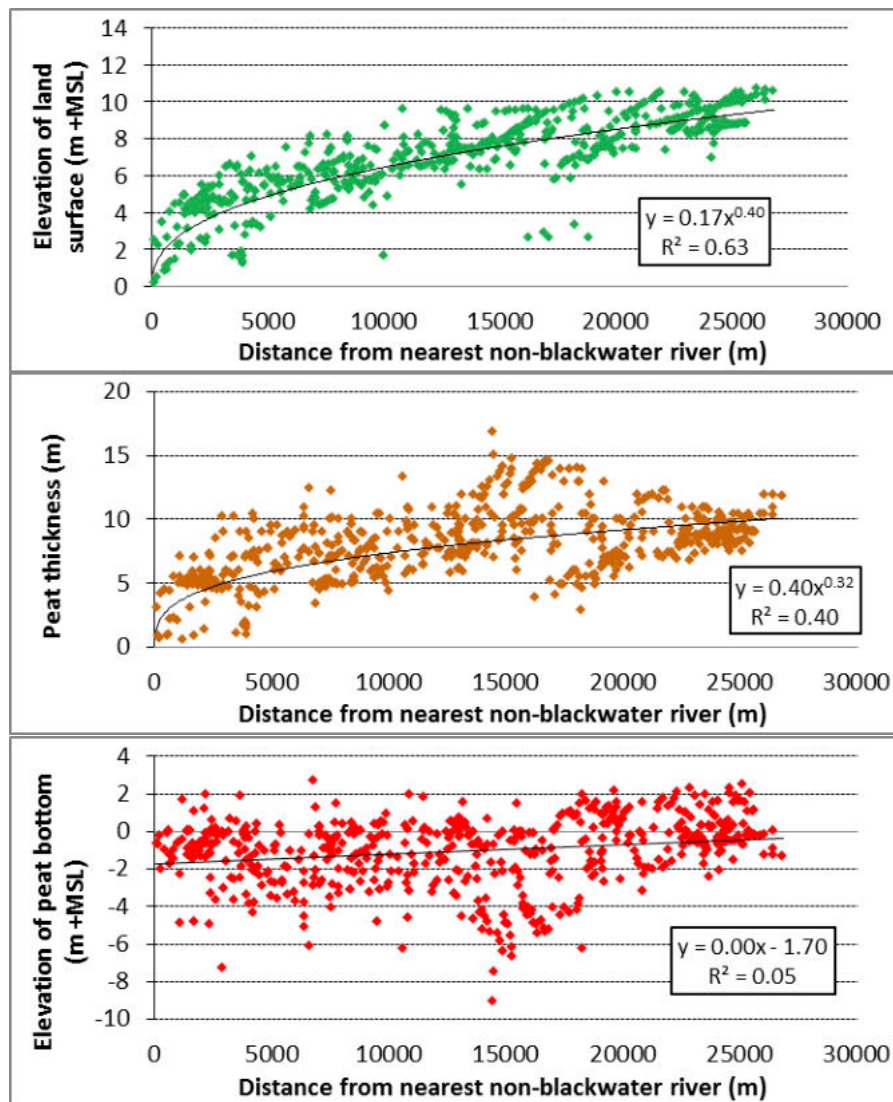 Elevation of land
surface (m +MSL)
14
12
10
8
6
4
2
0
y = 0.17x^0.40
R² = 0.63
0 5000 10000 15000 20000 25000 30000
Distance from nearest non-blackwater river (m)
Peat thickness (m)
20
15
10
5
0
y = 0.40x^0.32
R² = 0.40
0 5000 10000 15000 20000 25000 30000
Distance from nearest non-blackwater river (m)
Elevation of peat bottom
(m +MSL)
4
2
0
-2
-4
-6
-8
-10
y = 0.00x - 1.70
R² = 0.05
0 5000 10000 15000 20000 25000 30000
Distance from nearest non-blackwater river (m)